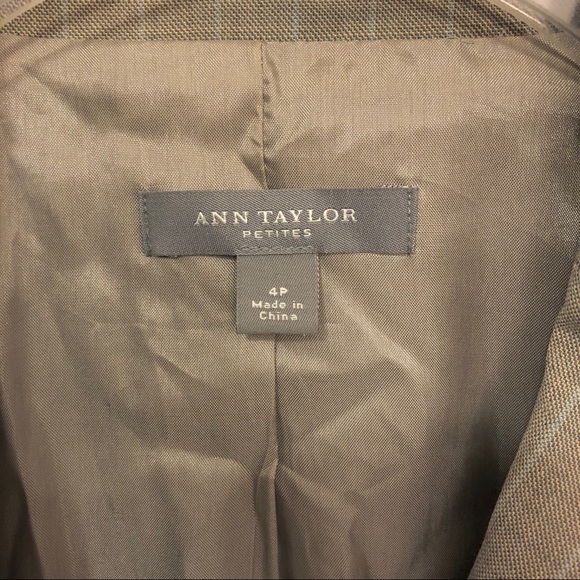 ANN TAYLOR
PETITES
4P
Made in
China